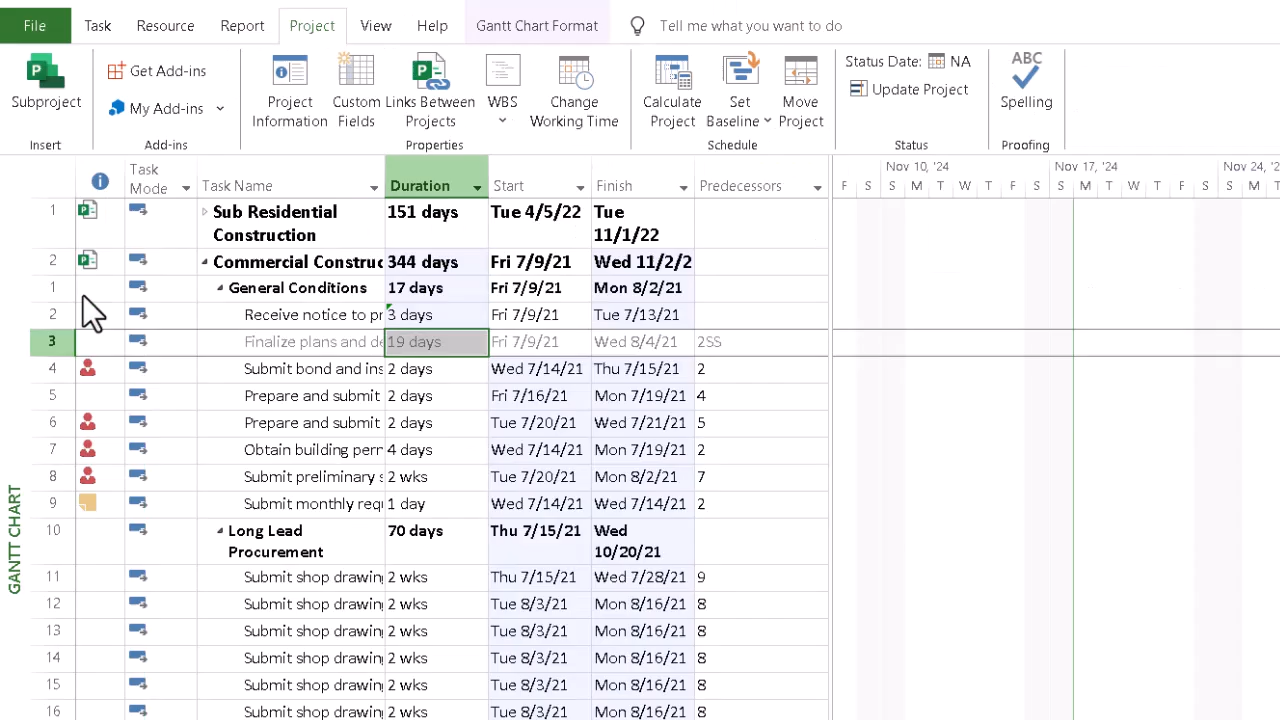 File Task Resource Report Project View Help Gantt Chart Format Tell me what you want to do
Subproject
Insert
Get Add-ins
My Add-ins
Add-ins
Project Information
Custom Fields
Links Between Projects
WBS
Change Working Time
Properties
Calculate Project
Set Baseline
Move Project
Schedule
Status Date: NA
Update Project
Status
ABC
Spelling
Proofing
Task Mode Task Name Duration Start Finish Predecessors
Nov 10, '24 Nov 17, '24 Nov 24, '2
F S S M T W T F S S M T W T F S S M
1 Sub Residential Construction 151 days Tue 4/5/22 Tue 11/1/22
2 Commercial Construc 344 days Fri 7/9/21 Wed 11/2/2
1 General Conditions 17 days Fri 7/9/21 Mon 8/2/21
2 Receive notice to pr 3 days Fri 7/9/21 Tue 7/13/21
3 Finalize plans and de 19 days Fri 7/9/21 Wed 8/4/21 2SS
4 Submit bond and ins 2 days Wed 7/14/21 Thu 7/15/21 2
5 Prepare and submit 2 days Fri 7/16/21 Mon 7/19/21 4
6 Prepare and submit 2 days Tue 7/20/21 Wed 7/21/21 5
7 Obtain building perm 4 days Wed 7/14/21 Mon 7/19/21 2
8 Submit preliminary s 2 wks Tue 7/20/21 Mon 8/2/21 7
9 Submit monthly requ 1 day Wed 7/14/21 Wed 7/14/21 2
10 Long Lead Procurement 70 days Thu 7/15/21 Wed 10/20/21
11 Submit shop drawing 2 wks Thu 7/15/21 Wed 7/28/21 9
12 Submit shop drawing 2 wks Tue 8/3/21 Mon 8/16/21 8
13 Submit shop drawing 2 wks Tue 8/3/21 Mon 8/16/21 8
14 Submit shop drawing 2 wks Tue 8/3/21 Mon 8/16/21 8
15 Submit shop drawing 2 wks Tue 8/3/21 Mon 8/16/21 8
16 Submit shop drawing 2 wks Tue 8/3/21 Mon 8/16/21 8
GANTT CHART